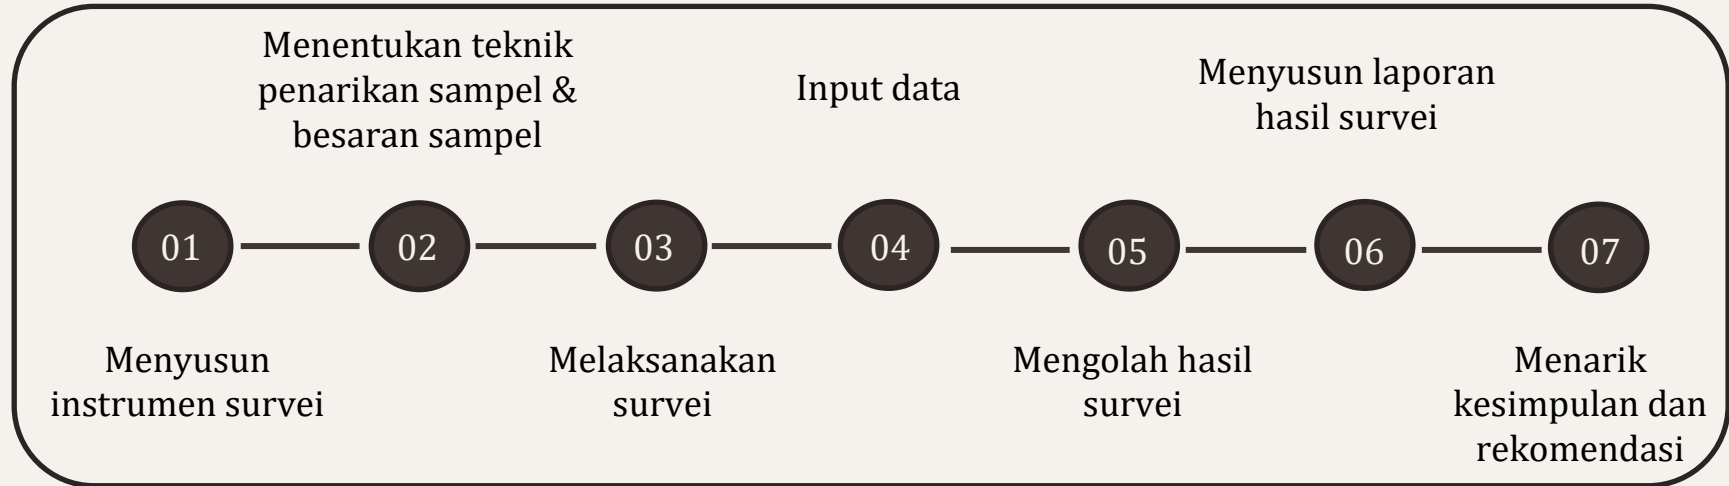 Menentukan teknik
penarikan sampel &
besaran sampel
Input data
Menyusun laporan
hasil survei
01
02
03
04
05
06
07
Menyusun
instrumen survei
Melaksanakan
survei
Mengolah hasil
survei
Menarik
kesimpulan dan
rekomendasi